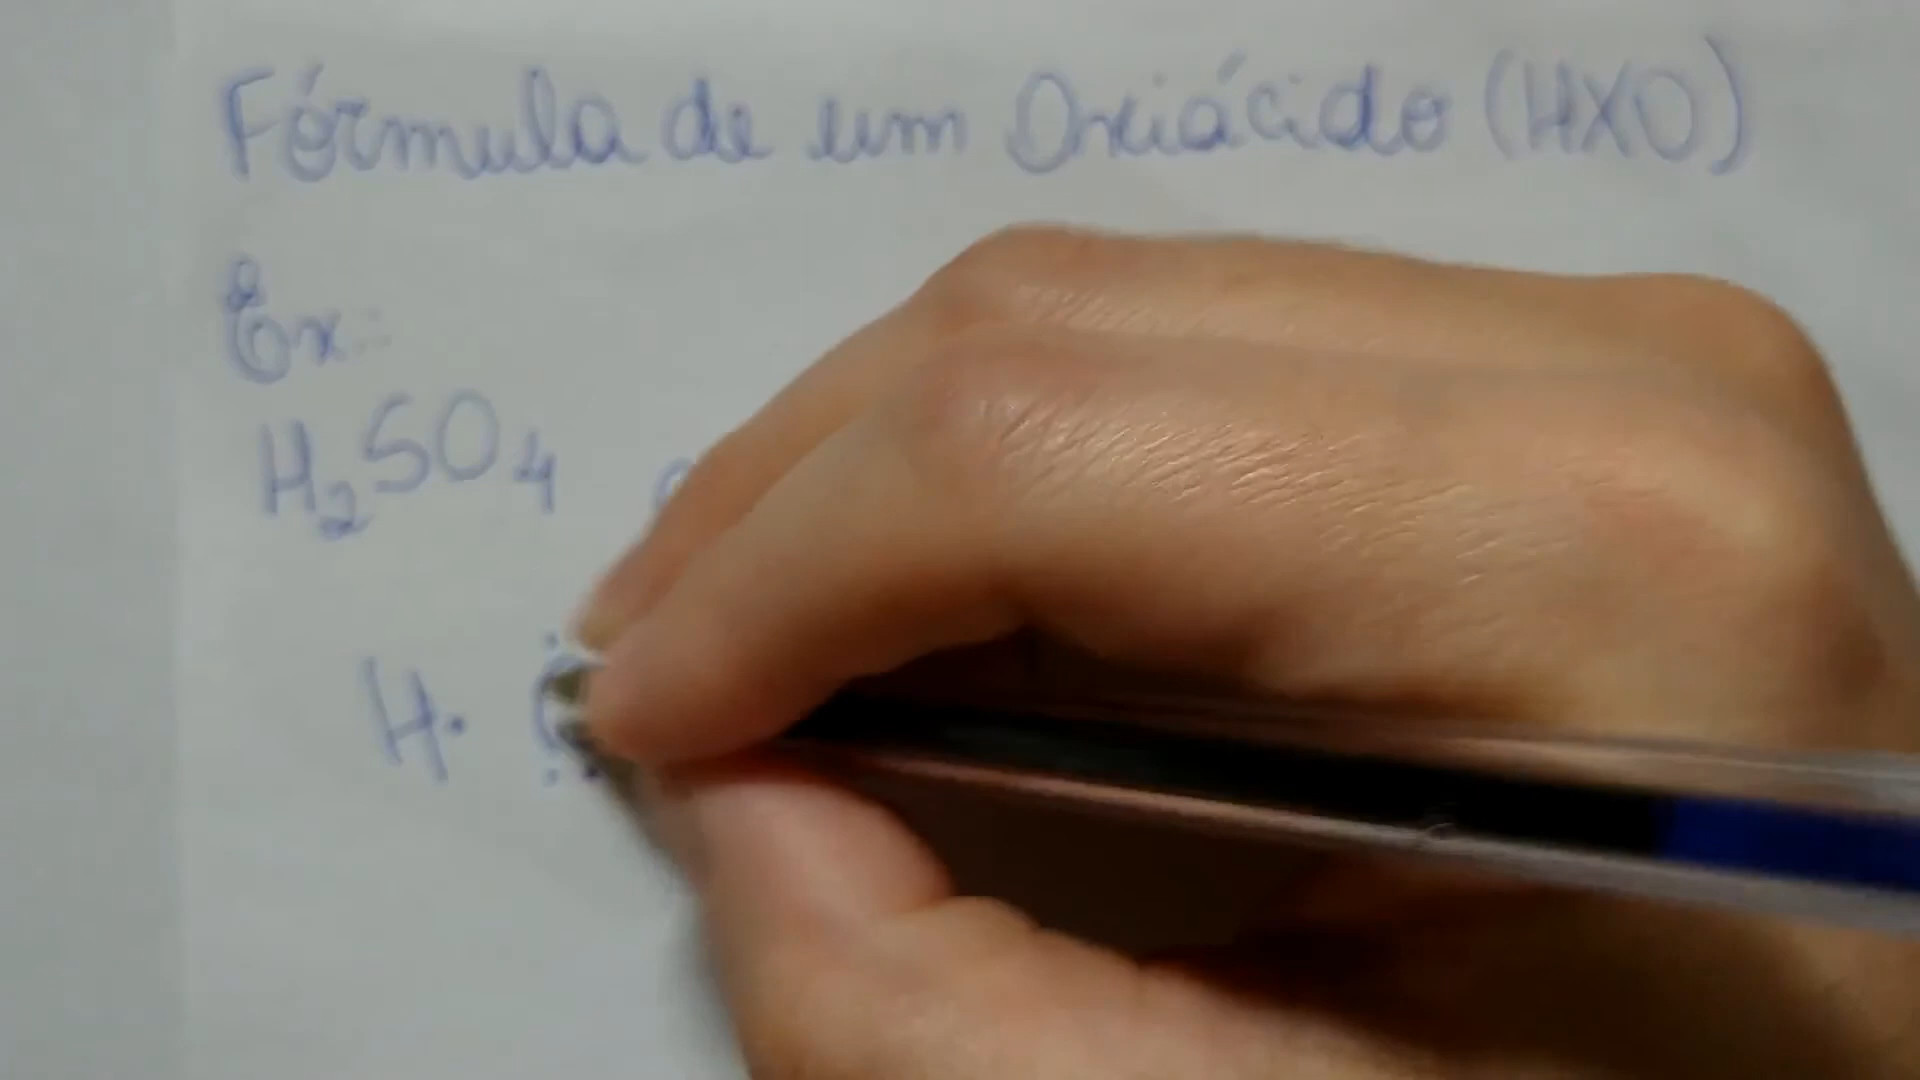 Fórmula de um Oxiácido (HXO)
Ex:
H₂SO₄
H·